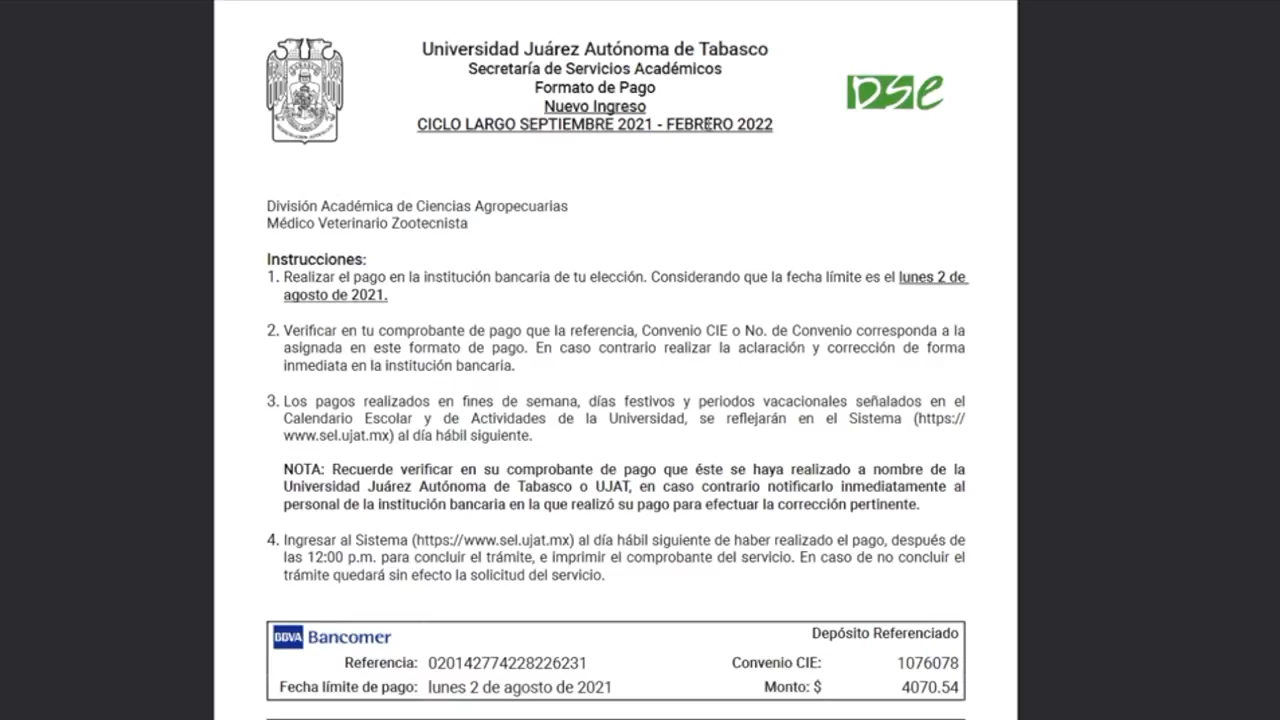 Universidad Juárez Autónoma de Tabasco
Secretaría de Servicios Académicos
Formato de Pago
Nuevo Ingreso
CICLO LARGO SEPTIEMBRE 2021 - FEBRERO 2022
DSe
División Académica de Ciencias Agropecuarias
Médico Veterinario Zootecnista
Instrucciones:
1. Realizar el pago en la institución bancaria de tu elección. Considerando que la fecha límite es el lunes 2 de
agosto de 2021.
2. Verificar en tu comprobante de pago que la referencia, Convenio CIE o No. de Convenio corresponda a la
asignada en este formato de pago. En caso contrario realizar la aclaración y corrección de forma
inmediata en la institución bancaria.
3. Los pagos realizados en fines de semana, días festivos y periodos vacacionales señalados en el
Calendario Escolar y de Actividades de la Universidad, se reflejarán en el Sistema (https://
www.sel.ujat.mx) al día hábil siguiente.
NOTA: Recuerde verificar en su comprobante de pago que éste se haya realizado a nombre de la
Universidad Juárez Autónoma de Tabasco o UJAT, en caso contrario notificarlo inmediatamente al
personal de la institución bancaria en la que realizó su pago para efectuar la corrección pertinente.
4. Ingresar al Sistema (https://www.sel.ujat.mx) al día hábil siguiente de haber realizado el pago, después de
las 12:00 p.m. para concluir el trámite, e imprimir el comprobante del servicio. En caso de no concluir el
trámite quedará sin efecto la solicitud del servicio.
BBVA Bancomer Depósito Referenciado
Referencia: 020142774228226231 Convenio CIE: 1076078
Fecha límite de pago: lunes 2 de agosto de 2021 Monto: $ 4070.54